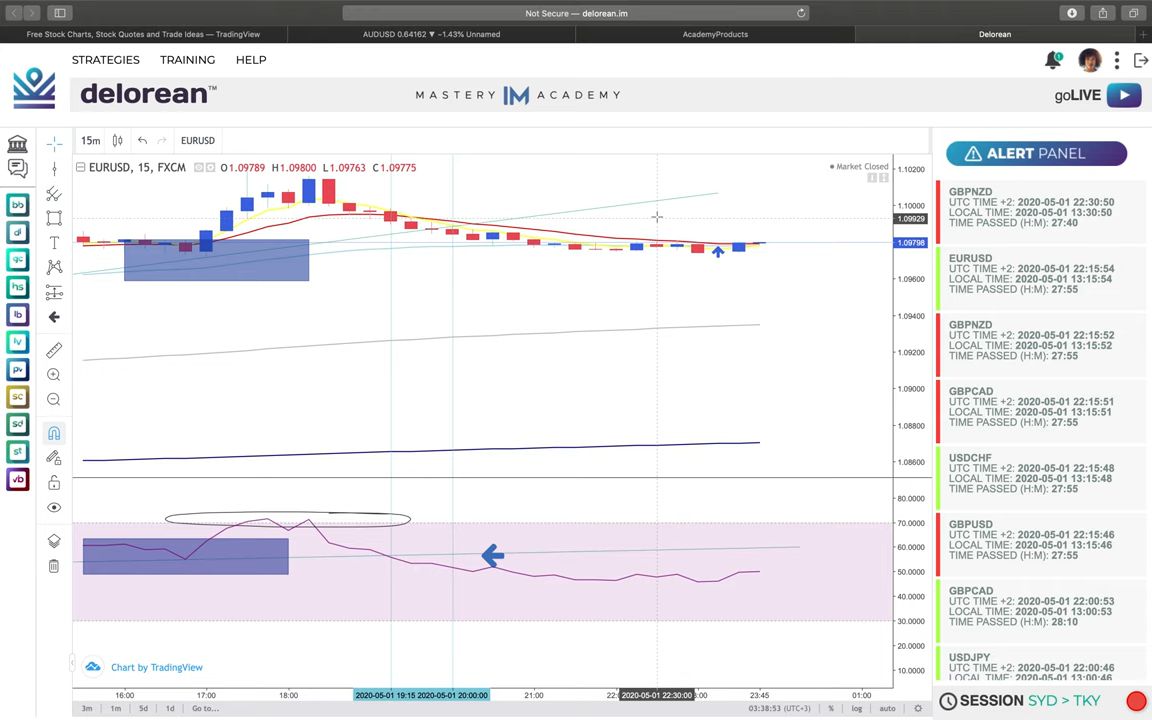 Not Secure — delorean.im
Free Stock Charts, Stock Quotes and Trade Ideas — TradingView
AUDUSD 0.64162 ▼ −1.43% Unnamed
AcademyProducts
Delorean
STRATEGIES
TRAINING
HELP
1
delorean™
MASTERY IM ACADEMY
goLIVE
15m
EURUSD
EURUSD, 15, FXCM
O1.09789 H1.09800 L1.09763 C1.09775
Market Closed
bb
gc
hs
lb
lv
sc
sd
st
vb
1.10200
1.10000
1.09929
1.09798
1.09600
1.09400
1.09200
1.09000
1.08800
1.08600
80.0000
70.0000
60.0000
50.0000
40.0000
30.0000
20.0000
10.0000
Chart by TradingView
16:00
17:00
18:00
2020-05-01 19:15
2020-05-01 20:00:00
21:00
2020-05-01 22:30:00
23:45
01:00
3m
1m
5d
1d
Go to...
03:38:53 (UTC+3)
%
log
auto
ALERT PANEL
GBPNZD
UTC TIME +2: 2020-05-01 22:30:50
LOCAL TIME: 2020-05-01 13:30:50
TIME PASSED (H:M): 27:40
EURUSD
UTC TIME +2: 2020-05-01 22:15:54
LOCAL TIME: 2020-05-01 13:15:54
TIME PASSED (H:M): 27:55
GBPNZD
UTC TIME +2: 2020-05-01 22:15:52
LOCAL TIME: 2020-05-01 13:15:52
TIME PASSED (H:M): 27:55
GBPCAD
UTC TIME +2: 2020-05-01 22:15:51
LOCAL TIME: 2020-05-01 13:15:51
TIME PASSED (H:M): 27:55
USDCHF
UTC TIME +2: 2020-05-01 22:15:48
LOCAL TIME: 2020-05-01 13:15:48
TIME PASSED (H:M): 27:55
GBPUSD
UTC TIME +2: 2020-05-01 22:15:46
LOCAL TIME: 2020-05-01 13:15:46
TIME PASSED (H:M): 27:55
GBPCAD
UTC TIME +2: 2020-05-01 22:00:53
LOCAL TIME: 2020-05-01 13:00:53
TIME PASSED (H:M): 28:10
USDJPY
UTC TIME +2: 2020-05-01 22:00:46
LOCAL TIME: 2020-05-01 13:00:46
SESSION SYD > TKY